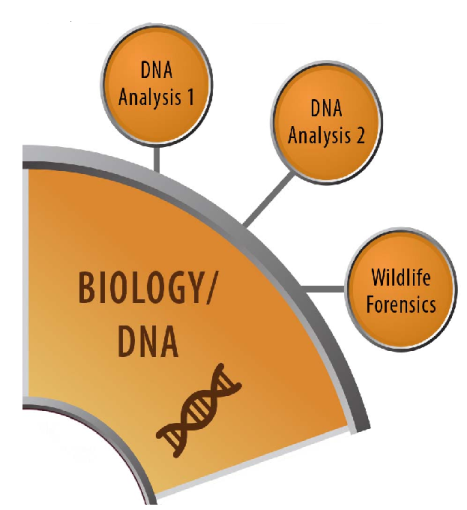 DNA
Analysis 1
DNA
Analysis 2
Wildlife
Forensics
BIOLOGY/
DNA